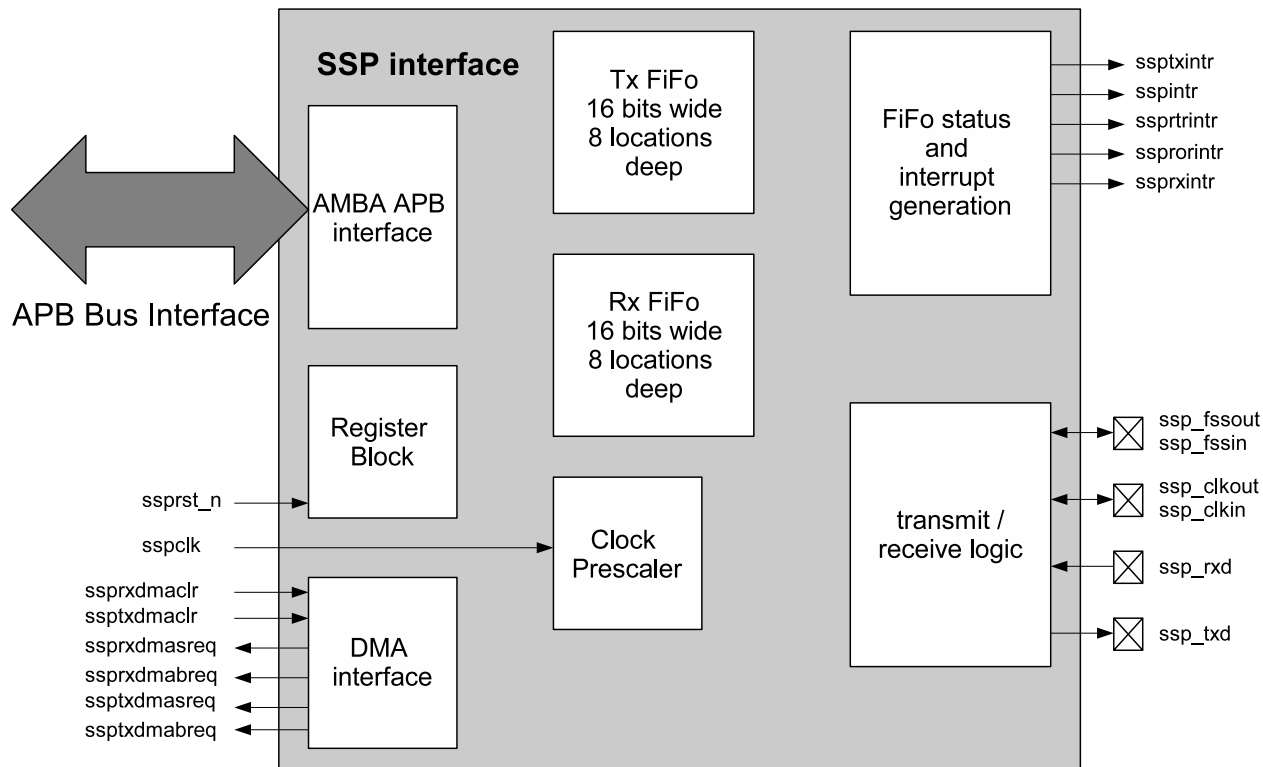 SSP interface
Tx FiFo
16 bits wide
8 locations
deep
FiFo status
and
interrupt
generation
ssptxintr
sspintr
ssprtrintr
ssprorintr
ssprxintr
AMBA APB
interface
APB Bus Interface
Rx FiFo
16 bits wide
8 locations
deep
Register
Block
ssprst_n
sspclk
Clock
Prescaler
transmit /
receive logic
ssp_fssout
ssp_fssin
ssp_clkout
ssp_clkin
ssp_rxd
ssp_txd
ssprxdmaclr
ssptxdmaclr
ssprxdmasreq
ssprxdmabreq
ssptxdmasreq
ssptxdmabreq
DMA
interface